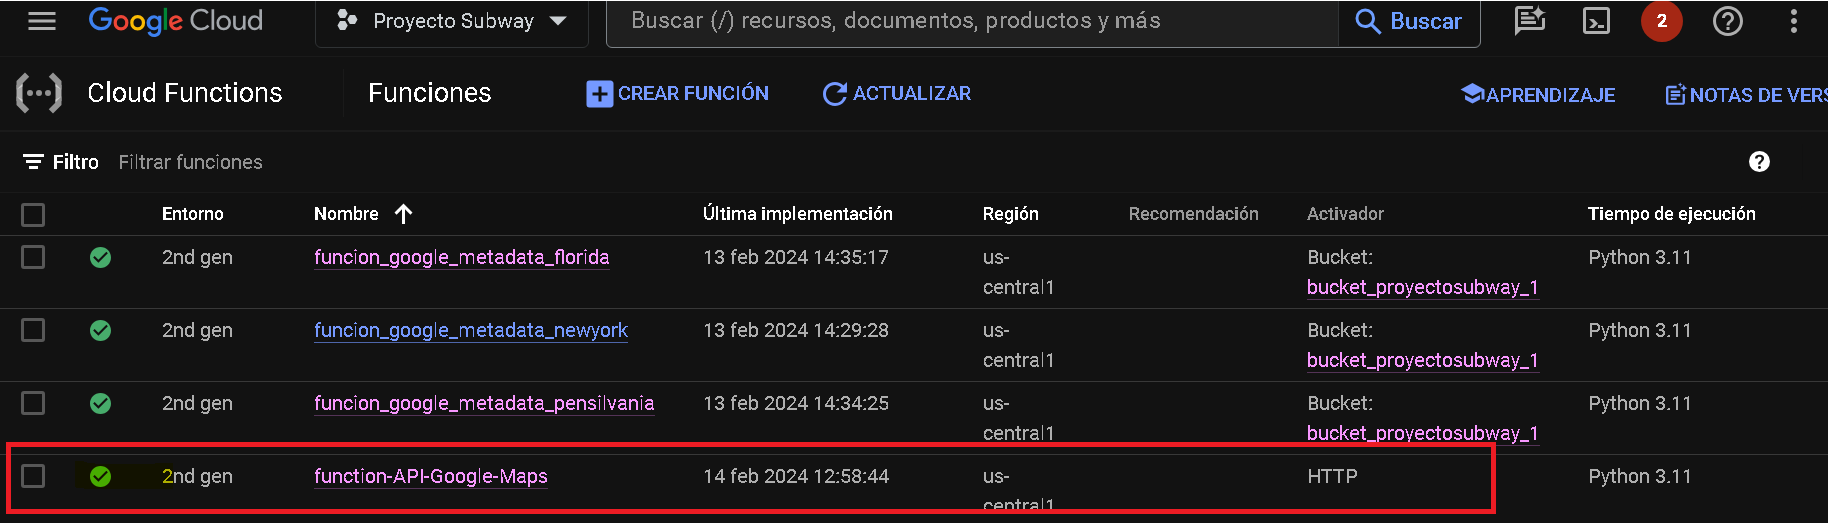 Google Cloud Proyecto Subway Buscar (/) recursos, documentos, productos y más Buscar 2
Cloud Functions Funciones CREAR FUNCIÓN ACTUALIZAR APRENDIZAJE NOTAS DE VERS
Filtro Filtrar funciones
Entorno Nombre Última implementación Región Recomendación Activador Tiempo de ejecución
2nd gen funcion_google_metadata_florida 13 feb 2024 14:35:17 us- Bucket: Python 3.11
central1 bucket_proyectosubway_1
2nd gen funcion_google_metadata_newyork 13 feb 2024 14:29:28 us- Bucket: Python 3.11
central1 bucket_proyectosubway_1
2nd gen funcion_google_metadata_pensilvania 13 feb 2024 14:34:25 us- Bucket: Python 3.11
central1 bucket_proyectosubway_1
2nd gen function-API-Google-Maps 14 feb 2024 12:58:44 us- HTTP Python 3.11
central1